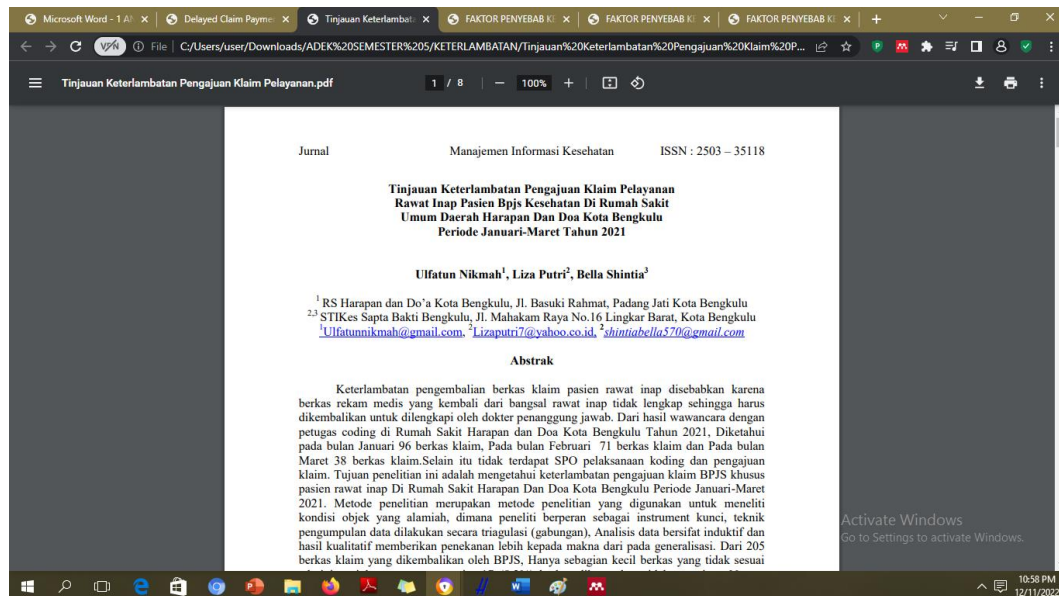 Microsoft Word - 1 AN
Delayed Claim Paymen
Tinjauan Keterlambata
FAKTOR PENYEBAB KE
FAKTOR PENYEBAB KE
FAKTOR PENYEBAB KE
VPN File | C:/Users/user/Downloads/ADEK%20SEMESTER%205/KETERLAMBATAN/Tinjauan%20Keterlambatan%20Pengajuan%20Klaim%20P...
Tinjauan Keterlambatan Pengajuan Klaim Pelayanan.pdf 1 / 8 | — 100% +
Jurnal Manajemen Informasi Kesehatan ISSN : 2503 – 35118
Tinjauan Keterlambatan Pengajuan Klaim Pelayanan
Rawat Inap Pasien Bpjs Kesehatan Di Rumah Sakit
Umum Daerah Harapan Dan Doa Kota Bengkulu
Periode Januari-Maret Tahun 2021
Ulfatun Nikmah1, Liza Putri2, Bella Shintia3
1 RS Harapan dan Do'a Kota Bengkulu, Jl. Basuki Rahmat, Padang Jati Kota Bengkulu
2,3 STIKes Sapta Bakti Bengkulu, Jl. Mahakam Raya No.16 Lingkar Barat, Kota Bengkulu
1Ulfatunnikmah@gmail.com, 2Lizaputri7@yahoo.co.id, 2shintiabella570@gmail.com
Abstrak
Keterlambatan pengembalian berkas klaim pasien rawat inap disebabkan karena
berkas rekam medis yang kembali dari bangsal rawat inap tidak lengkap sehingga harus
dikembalikan untuk dilengkapi oleh dokter penanggung jawab. Dari hasil wawancara dengan
petugas coding di Rumah Sakit Harapan dan Doa Kota Bengkulu Tahun 2021, Diketahui
pada bulan Januari 96 berkas klaim, Pada bulan Februari 71 berkas klaim dan Pada bulan
Maret 38 berkas klaim.Selain itu tidak terdapat SPO pelaksanaan koding dan pengajuan
klaim. Tujuan penelitian ini adalah mengetahui keterlambatan pengajuan klaim BPJS khusus
pasien rawat inap Di Rumah Sakit Harapan Dan Doa Kota Bengkulu Periode Januari-Maret
2021. Metode penelitian merupakan metode penelitian yang digunakan untuk meneliti
kondisi objek yang alamiah, dimana peneliti berperan sebagai instrument kunci, teknik
pengumpulan data dilakukan secara triagulasi (gabungan), Analisis data bersifat induktif dan
hasil kualitatif memberikan penekanan lebih kepada makna dari pada generalisasi. Dari 205
berkas klaim yang dikembalikan oleh BPJS, Hanya sebagian kecil berkas yang tidak sesuai
Activate Windows
Go to Settings to activate Windows.
10:58 PM